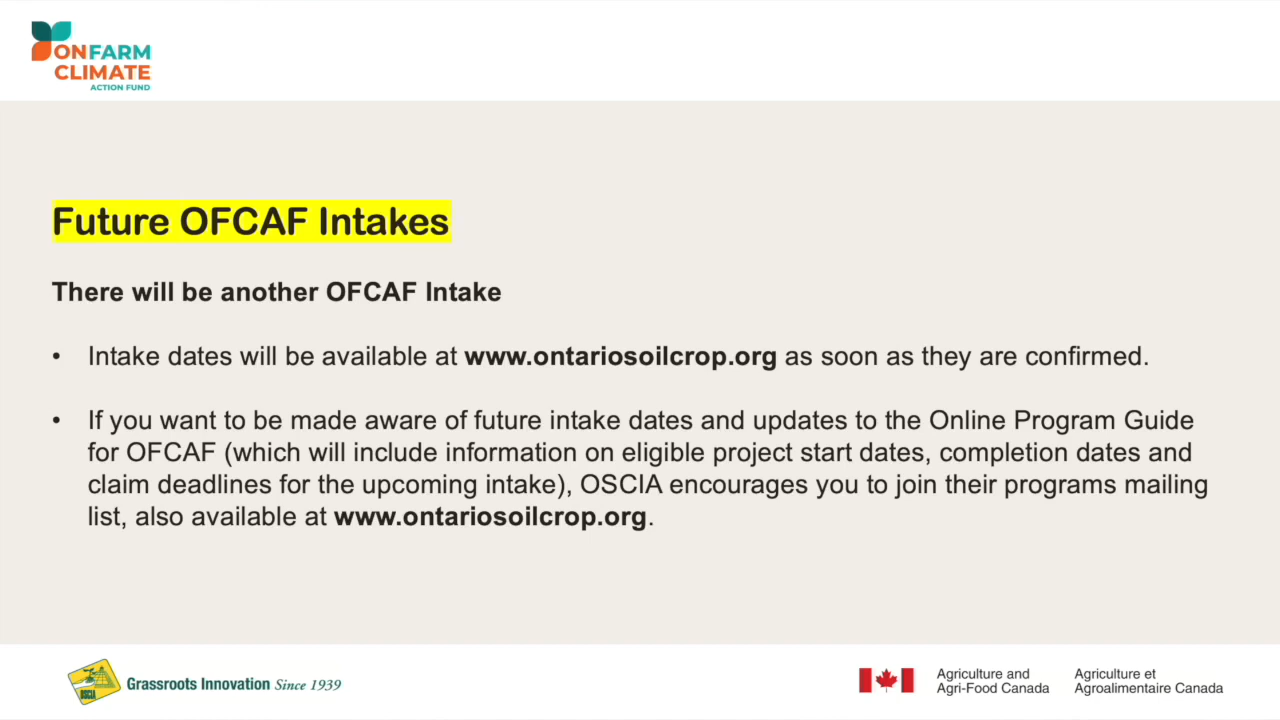 ONFARM
CLIMATE
ACTION FUND
Future OFCAF Intakes
There will be another OFCAF Intake
• Intake dates will be available at www.ontariosoilcrop.org as soon as they are confirmed.
• If you want to be made aware of future intake dates and updates to the Online Program Guide
for OFCAF (which will include information on eligible project start dates, completion dates and
claim deadlines for the upcoming intake), OSCIA encourages you to join their programs mailing
list, also available at www.ontariosoilcrop.org.
OSCIA
Grassroots Innovation Since 1939
Agriculture and
Agri-Food Canada
Agriculture et
Agroalimentaire Canada